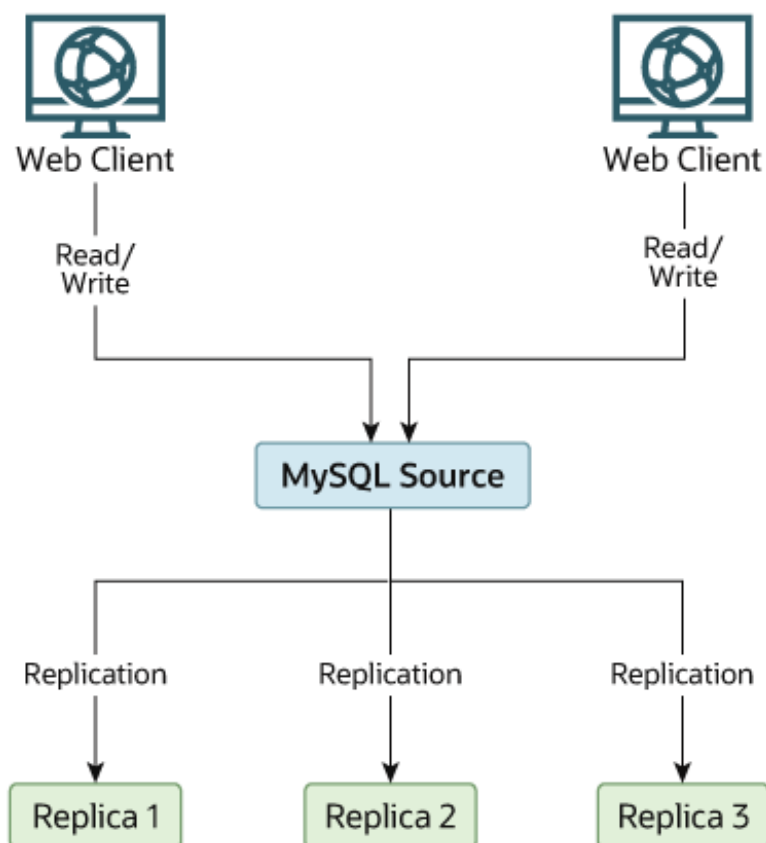 Web Client
Web Client
Read/
Write
Read/
Write
MySQL Source
Replication
Replication
Replication
Replica 1
Replica 2
Replica 3